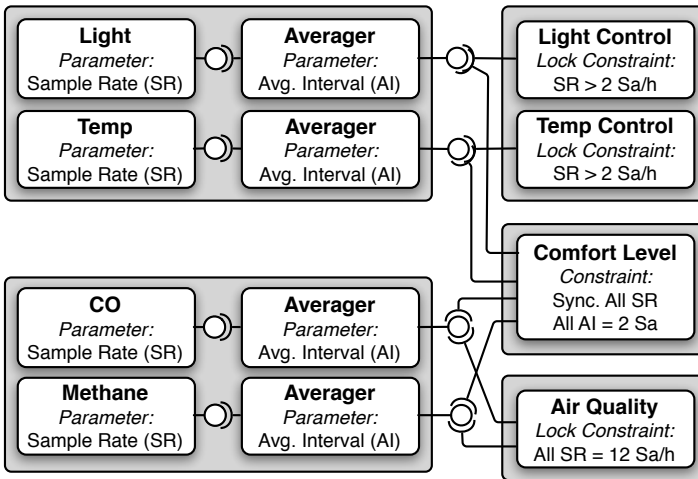 Light
Parameter:
Sample Rate (SR)
Averager
Parameter:
Avg. Interval (AI)
Light Control
Lock Constraint:
SR > 2 Sa/h
Temp
Parameter:
Sample Rate (SR)
Averager
Parameter:
Avg. Interval (AI)
Temp Control
Lock Constraint:
SR > 2 Sa/h
Comfort Level
Constraint:
Sync. All SR
All AI = 2 Sa
CO
Parameter:
Sample Rate (SR)
Averager
Parameter:
Avg. Interval (AI)
Methane
Parameter:
Sample Rate (SR)
Averager
Parameter:
Avg. Interval (AI)
Air Quality
Lock Constraint:
All SR = 12 Sa/h